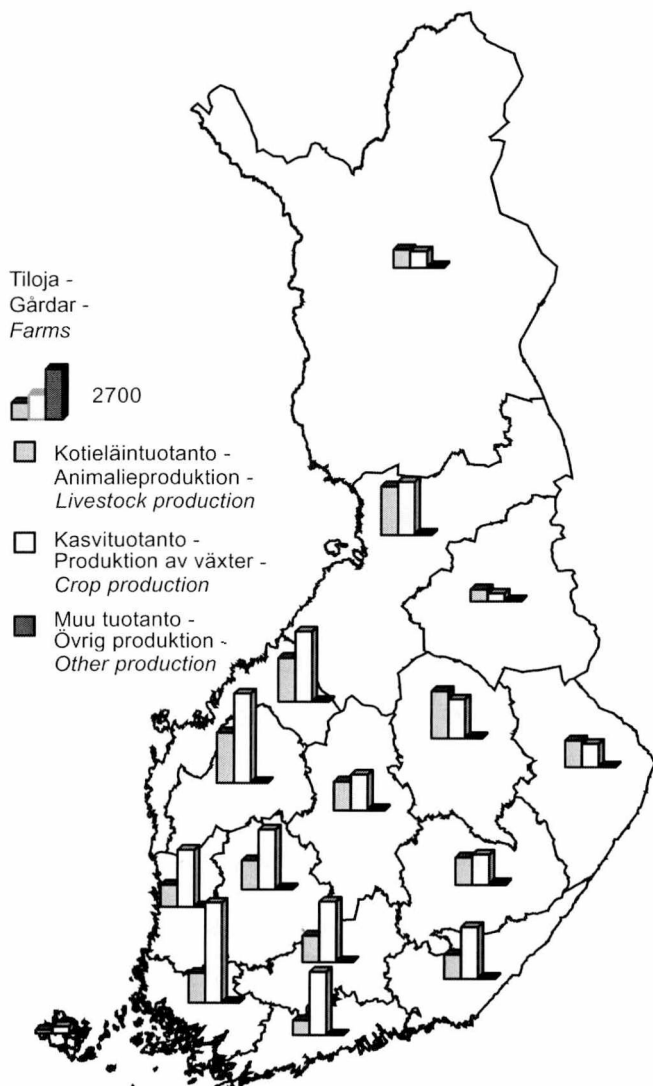 Tiloja -
Gårdar -
Farms
2700
Kotieläintuotanto -
Animalieproduktion -
Livestock production
Kasvituotanto -
Produktion av växter -
Crop production
Muu tuotanto -
Övrig produktion -
Other production